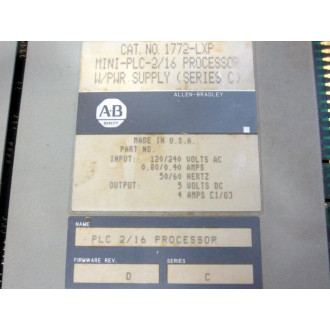 CAT. NO. 1772-LXP
MINI-PLC-2/16 PROCESSOR
W/PWR SUPPLY (SERIES C)
ALLEN-BRADLEY
A-B
QUALITY
MADE IN U.S.A.
PART NO.
INPUT: 120/240 VOLTS AC
0.80/0.40 AMPS
50/60 HERTZ
OUTPUT: 5 VOLTS DC
4 AMPS [I/O]
NAME
PLC 2/16 PROCESSOR
FIRMWARE REV. SERIES
D C